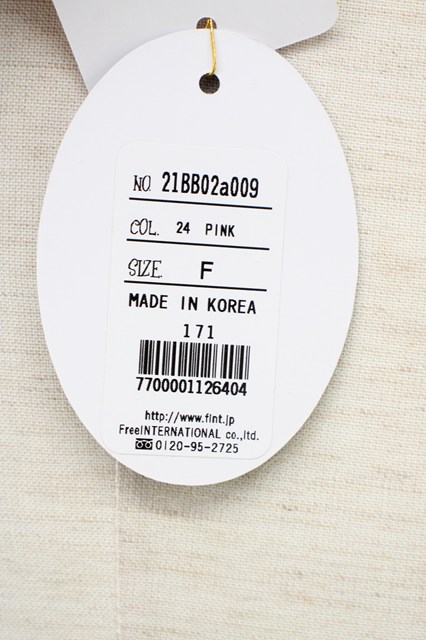 NO. 21BB02a009
COL. 24 PINK
SIZE. F
MADE IN KOREA
171
7700001126404
http://www.flnt.jp
FreeINTERNATIONAL co.,ltd.
0120-95-2725